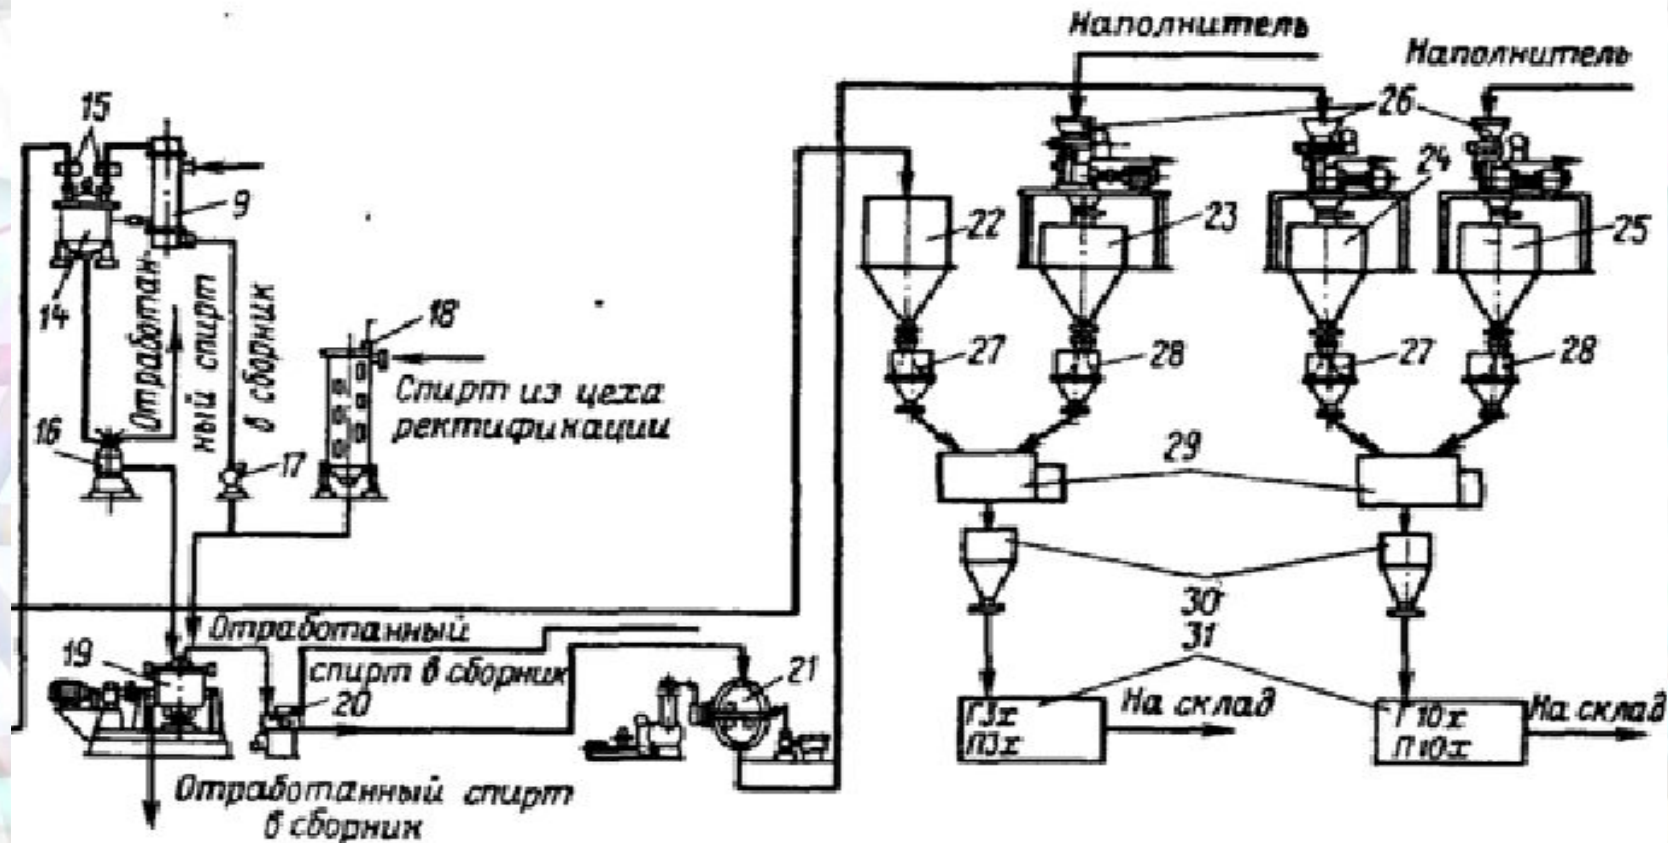 Наполнитель
Наполнитель
15
26
9
24
22
23
25
14
Отработан
ный спирт
в сборник
18
Спирт из цеха
ректификации
27
28
27
28
16
17
29
30
31
Отработанный
спирт в сборник
19
20
21
Г3х
П3х
На склад
Г10х
П10х
На склад
Отработанный спирт
в сборник